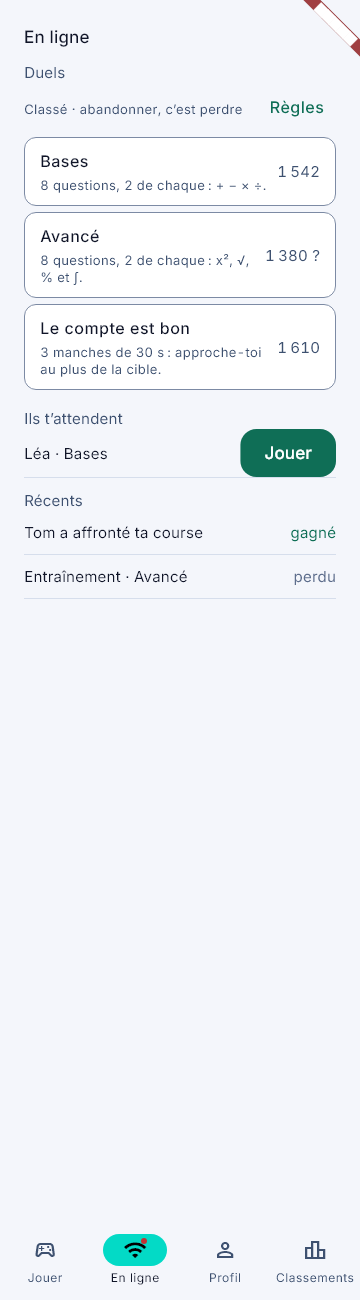 En ligne
Duels
Classé · abandonner, c’est perdre
Règles
Bases
8 questions, 2 de chaque : + − × ÷.
1 542
Avancé
8 questions, 2 de chaque : x², √,
% et ∫.
1 380 ?
Le compte est bon
3 manches de 30 s : approche-toi
au plus de la cible.
1 610
Ils t’attendent
Léa · Bases
Jouer
Récents
Tom a affronté ta course
gagné
Entraînement · Avancé
perdu
Jouer
En ligne
Profil
Classements